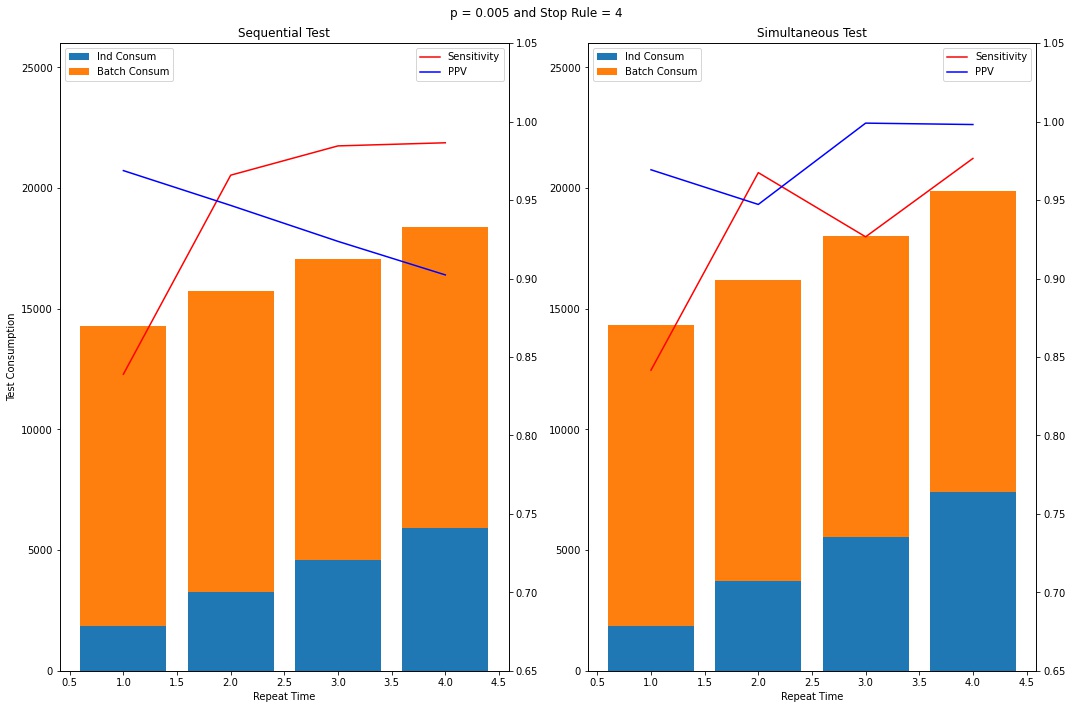 p = 0.005 and Stop Rule = 4
Sequential Test
Ind Consum
Batch Consum
Sensitivity
PPV
25000
20000
15000
10000
5000
0
Test Consumption
1.05
1.00
0.95
0.90
0.85
0.80
0.75
0.70
0.65
0.5 1.0 1.5 2.0 2.5 3.0 3.5 4.0 4.5
Repeat Time
Simultaneous Test
Ind Consum
Batch Consum
Sensitivity
PPV
25000
20000
15000
10000
5000
0
1.05
1.00
0.95
0.90
0.85
0.80
0.75
0.70
0.65
0.5 1.0 1.5 2.0 2.5 3.0 3.5 4.0 4.5
Repeat Time